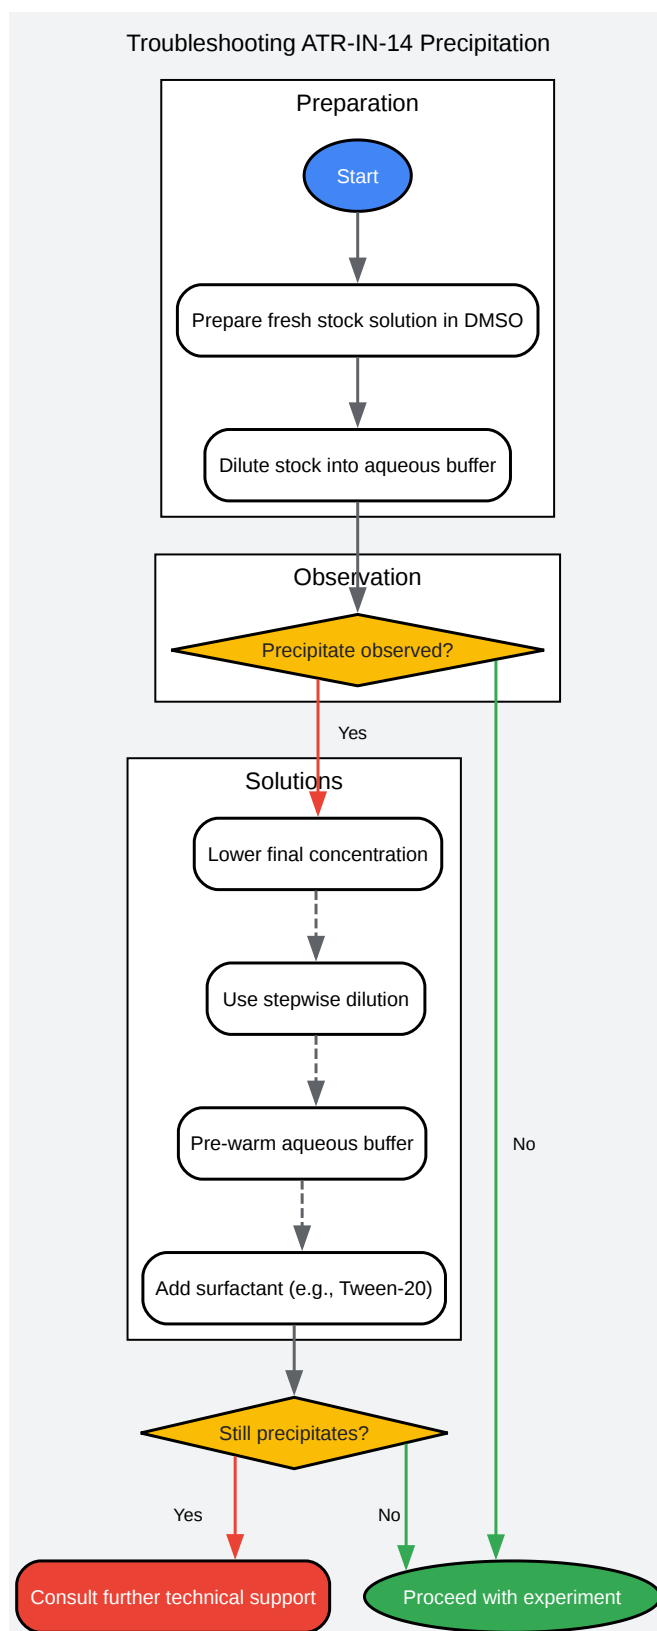 Troubleshooting ATR-IN-14 Precipitation
Preparation
Start
Prepare fresh stock solution in DMSO
Dilute stock into aqueous buffer
Observation
Precipitate observed?
Yes
Solutions
Lower final concentration
Use stepwise dilution
Pre-warm aqueous buffer
No
Add surfactant (e.g., Tween-20)
Still precipitates?
Yes
No
Consult further technical support
Proceed with experiment